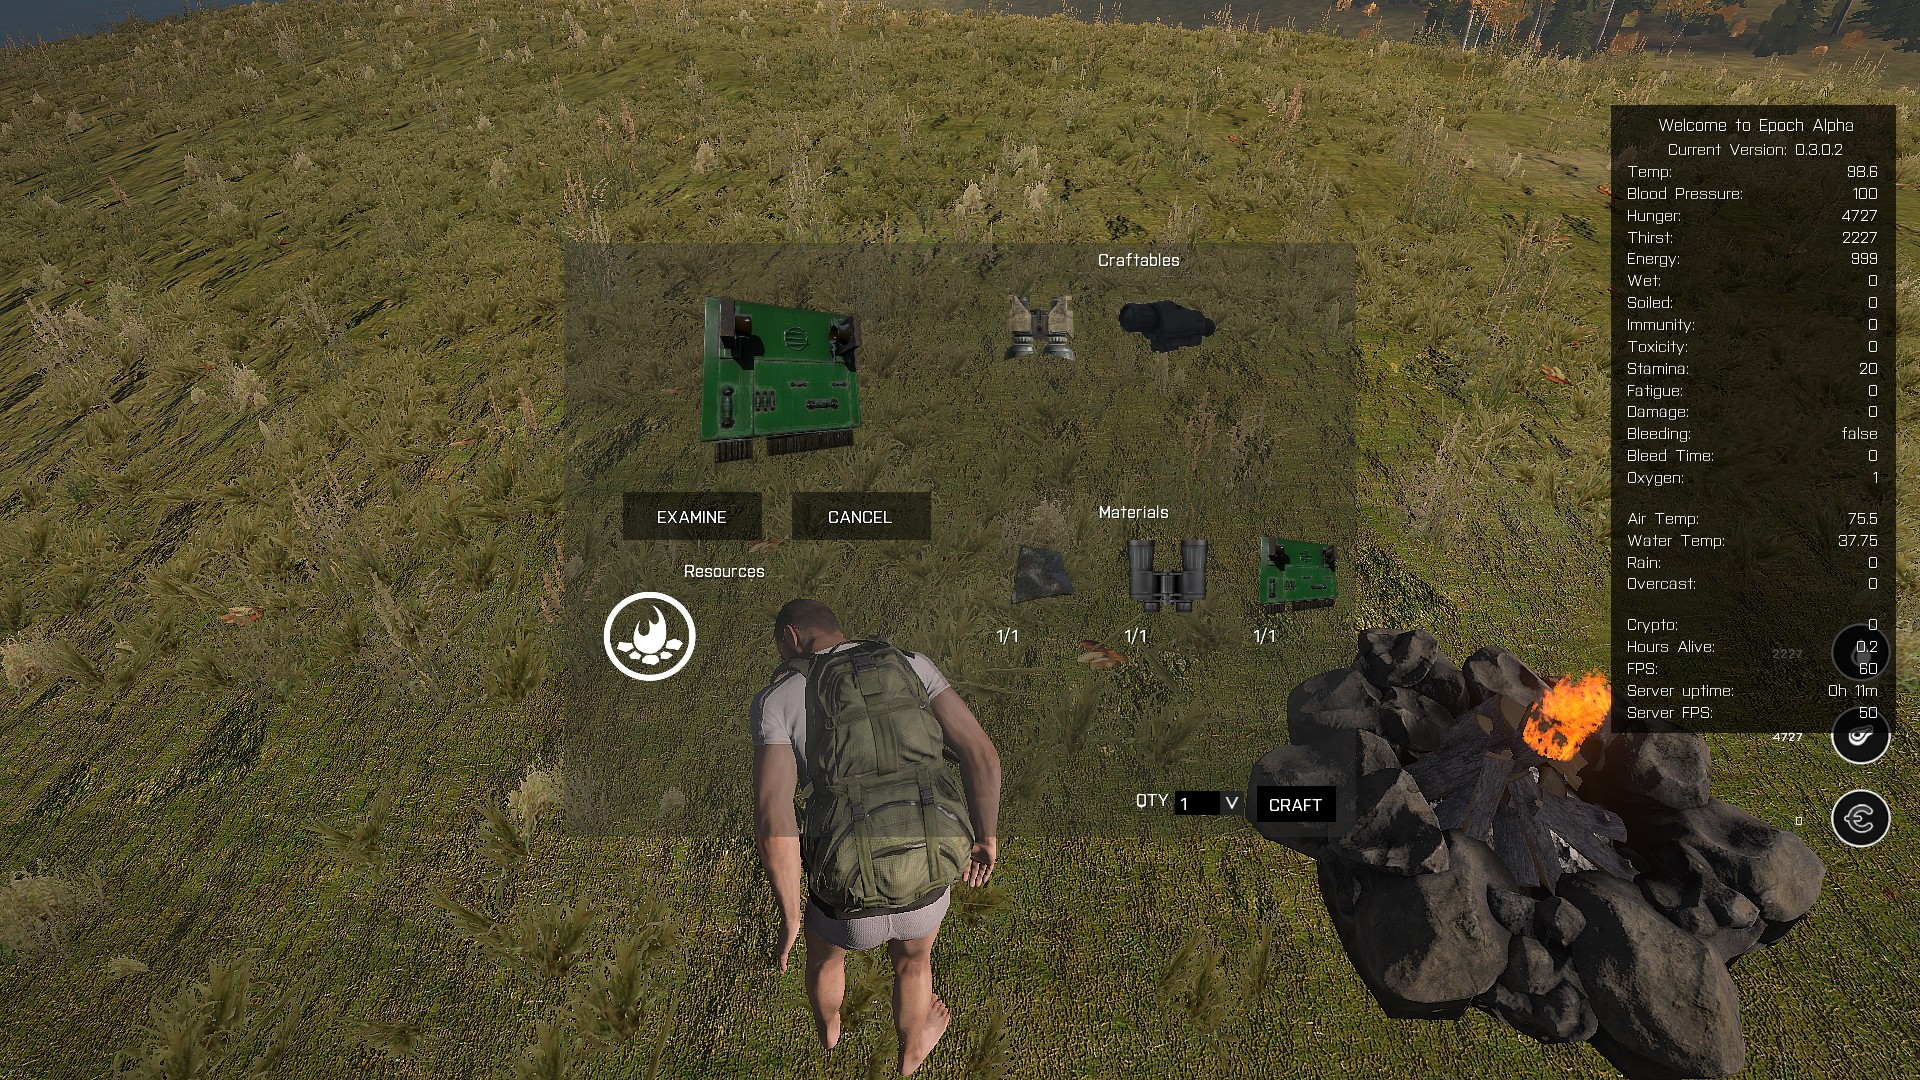 Craftables
EXAMINE
CANCEL
Materials
Resources
1/1
1/1
1/1
QTY 1 V
CRAFT
Welcome to Epoch Alpha
Current Version: 0.3.0.2
Temp: 98.6
Blood Pressure: 100
Hunger: 4727
Thirst: 2227
Energy: 999
Wet: 0
Soiled: 0
Immunity: 0
Toxicity: 0
Stamina: 20
Fatigue: 0
Damage: 0
Bleeding: false
Bleed Time: 0
Oxygen: 1
Air Temp: 75.5
Water Temp: 37.75
Rain: 0
Overcast: 0
Crypto: 0
Hours Alive: 0.2
FPS: 60
Server uptime: 0h 11m
Server FPS: 50
2227
4727
0